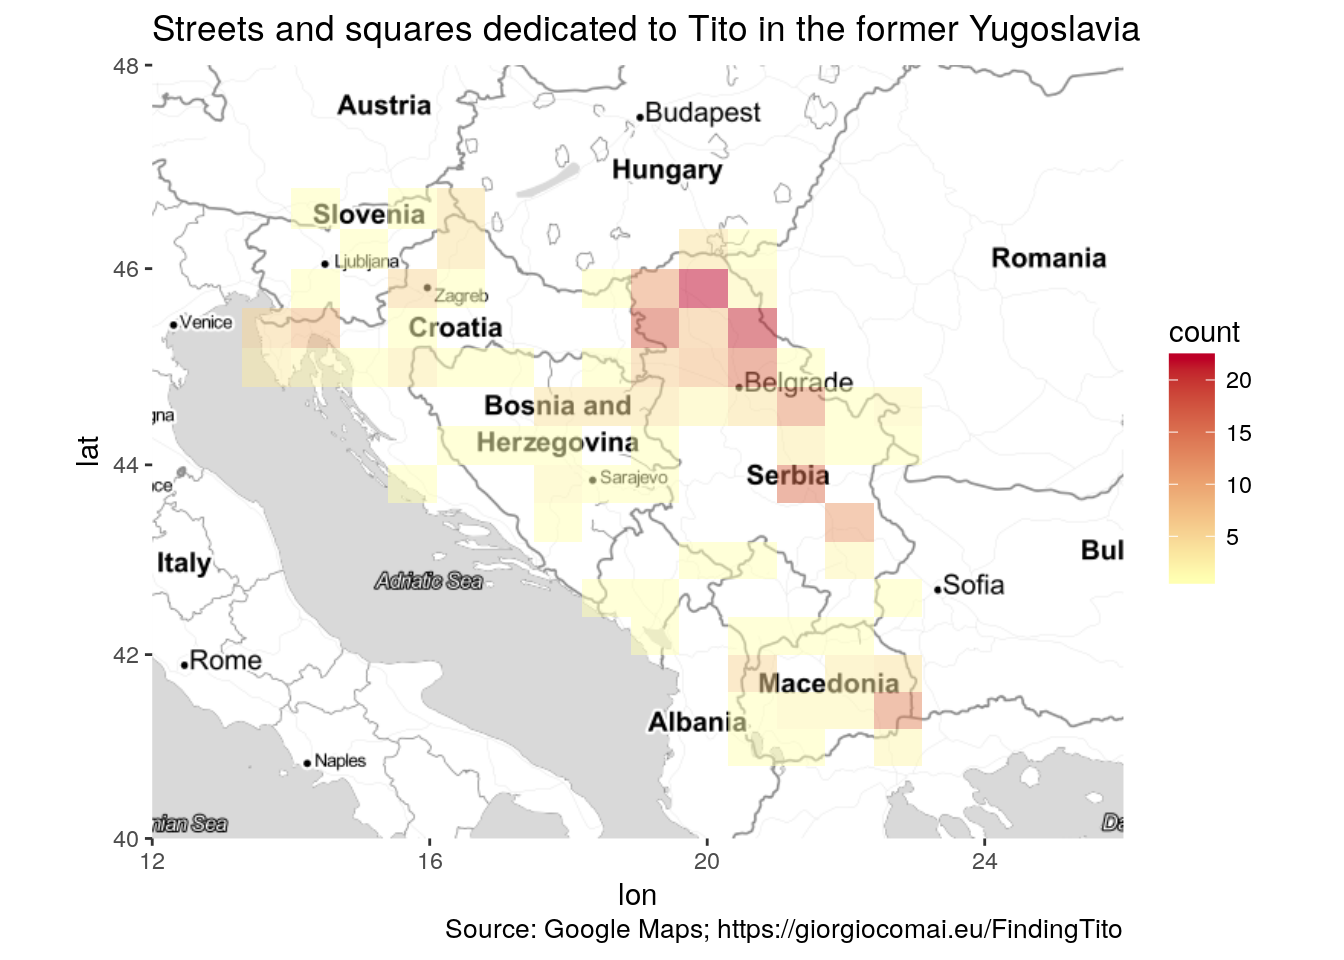 Streets and squares dedicated to Tito in the former Yugoslavia
48
Austria
Budapest
Hungary
Slovenia
Ljubljana
Romania
46
Zagreb
Venice
Croatia
count
Belgrade
20
Bosnia and
gna
15
Herzegovina
lat
44
Serbia
Sarajevo
ce
10
5
Italy
Bul
Adriatic Sea
Sofia
42
Rome
Macedonia
Albania
Naples
nian Sea
De
40
12
16
20
24
lon
Source: Google Maps; https://giorgiocomai.eu/FindingTito